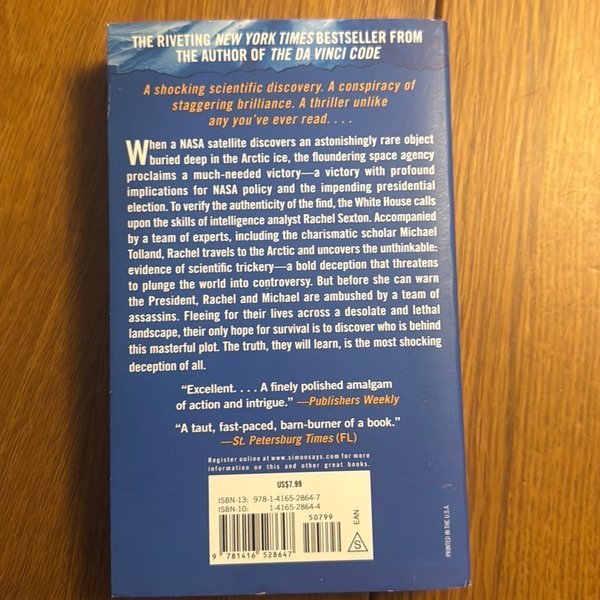 THE RIVETING NEW YORK TIMES BESTSELLER FROM
THE AUTHOR OF THE DA VINCI CODE
A shocking scientific discovery. A conspiracy of
staggering brilliance. A thriller unlike
any you've ever read. . . .
When a NASA satellite discovers an astonishingly rare object
buried deep in the Arctic ice, the floundering space agency
proclaims a much-needed victory—a victory with profound
implications for NASA policy and the impending presidential
election. To verify the authenticity of the find, the White House calls
upon the skills of intelligence analyst Rachel Sexton. Accompanied
by a team of experts, including the charismatic scholar Michael
Tolland, Rachel travels to the Arctic and uncovers the unthinkable:
evidence of scientific trickery—a bold deception that threatens
to plunge the world into controversy. But before she can warn
the President, Rachel and Michael are ambushed by a team of
assassins. Fleeing for their lives across a desolate and lethal
landscape, their only hope for survival is to discover who is behind
this masterful plot. The truth, they will learn, is the most shocking
deception of all.
"Excellent. . . . A finely polished amalgam
of action and intrigue." —Publishers Weekly
"A taut, fast-paced, barn-burner of a book."
—St. Petersburg Times (FL)
Register online at www.simonsays.com for more
information on this and other great books.
US$7.99
ISBN-13: 978-1-4165-2864-7
ISBN-10: 1-4165-2864-4
50799
9 781416 528647
EAN
S
PRINTED IN THE U.S.A.